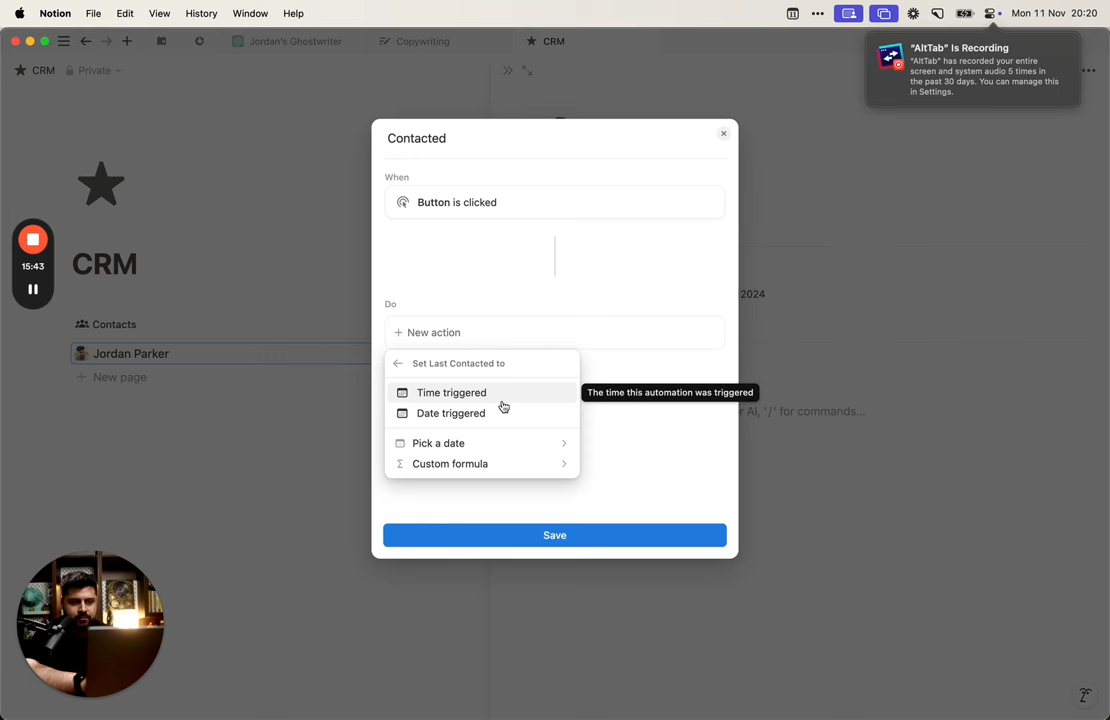 Notion File Edit View History Window Help
Mon 11 Nov 20:20
Jordan's Ghostwriter
Copywriting
CRM
CRM Private
"AltTab" Is Recording
"AltTab" has recorded your entire
screen and system audio 5 times in
the past 30 days. You can manage this
in Settings.
Contacted
When
Button is clicked
15:43
CRM
2024
Do
Contacts
New action
Jordan Parker
Set Last Contacted to
New page
Time triggered
The time this automation was triggered
Date triggered
AI, '/' for commands...
Pick a date
Custom formula
Save